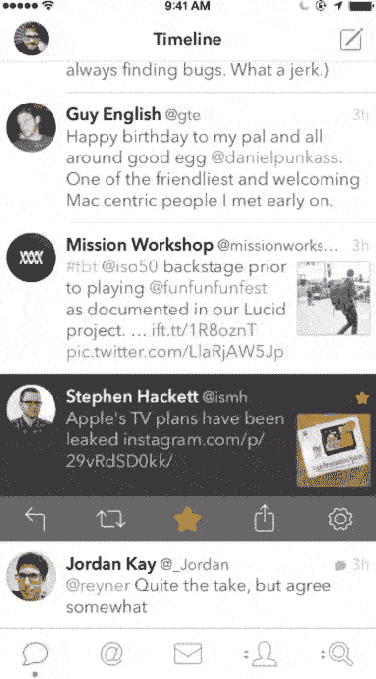 9:41 AM
Timeline
always finding bugs. What a jerk.)
Guy English @gte 3h
Happy birthday to my pal and all
around good egg @danielpunkass.
One of the friendliest and welcoming
Mac centric people I met early on.
Mission Workshop @missionworks... 3h
#tbt @iso50 backstage prior
to playing @funfunfunfest
as documented in our Lucid
project. ... ift.tt/1R8oznT
pic.twitter.com/LlaRjAW5Jp
Stephen Hackett @ismh
Apple's TV plans have been
leaked instagram.com/p/
29vRdSD0kk/
Jordan Kay @_Jordan 3h
@reyner Quite the take, but agree
somewhat